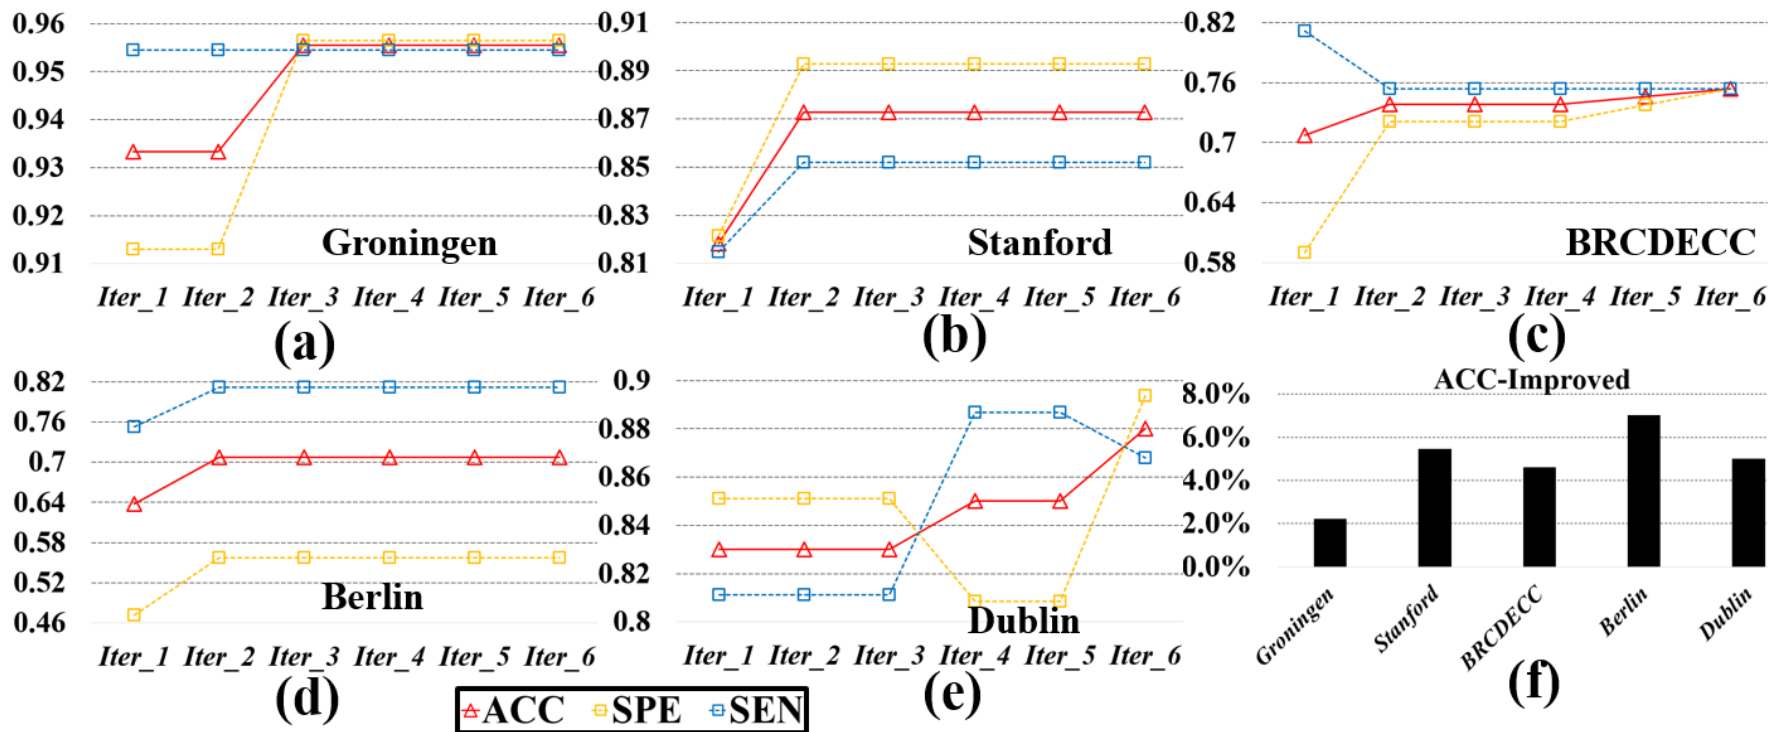 0.96
0.95
0.94
0.93
0.92
0.91
Groningen
Iter_1 Iter_2 Iter_3 Iter_4 Iter_5 Iter_6
(a)
0.91
0.89
0.87
0.85
0.83
0.81
Stanford
Iter_1 Iter_2 Iter_3 Iter_4 Iter_5 Iter_6
(b)
0.82
0.76
0.7
0.64
0.58
BRCDECC
Iter_1 Iter_2 Iter_3 Iter_4 Iter_5 Iter_6
(c)
0.82
0.76
0.7
0.64
0.58
0.52
0.46
Berlin
Iter_1 Iter_2 Iter_3 Iter_4 Iter_5 Iter_6
(d)
0.9
0.88
0.86
0.84
0.82
0.8
Dublin
Iter_1 Iter_2 Iter_3 Iter_4 Iter_5 Iter_6
(e)
ACC-Improved
8.0%
6.0%
4.0%
2.0%
0.0%
Groningen
Stanford
BRCDECC
Berlin
Dublin
(f)
ACC SPE SEN